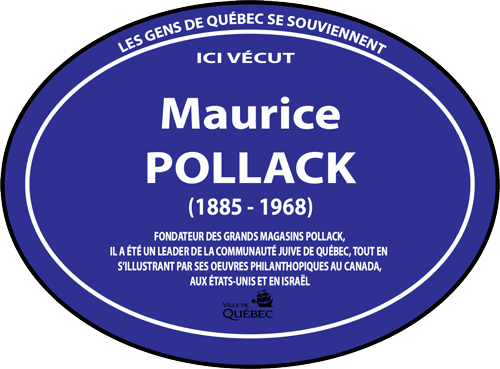 LES GENS DE QUÉBEC SE SOUVIENNENT
ICI VÉCUT
Maurice
POLLACK
(1885 - 1968)
FONDATEUR DES GRANDS MAGASINS POLLACK,
IL A ÉTÉ UN LEADER DE LA COMMUNAUTÉ JUIVE DE QUÉBEC, TOUT EN
S'ILLUSTRANT PAR SES OEUVRES PHILANTHOPIQUES AU CANADA,
AUX ÉTATS-UNIS ET EN ISRAËL
VILLE DE
QUÉBEC